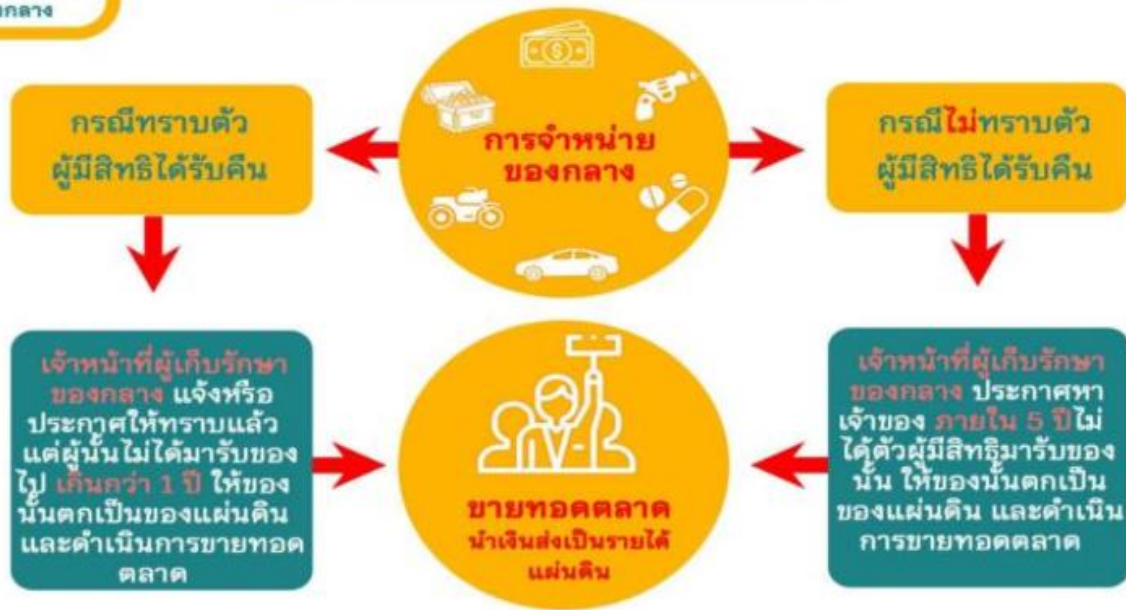 การจำหน่าย
ของกลาง
กรณีทราบตัว
ผู้มีสิทธิได้รับคืน
กรณีไม่ทราบตัว
ผู้มีสิทธิได้รับคืน
เจ้าหน้าที่ผู้เก็บรักษา
ของกลาง แจ้งหรือ
ประกาศให้ทราบแล้ว
แต่ผู้นั้นไม่ได้มารับของ
ไป เกินกว่า 1 ปี ให้ของ
นั้นตกเป็นของแผ่นดิน
และดำเนินการขายทอด
ตลาด
เจ้าหน้าที่ผู้เก็บรักษา
ของกลาง ประกาศหา
เจ้าของ ภายใน 5 ปีไม่
ได้ตัวผู้มีสิทธิมารับของ
นั้น ให้ของนั้นตกเป็น
ของแผ่นดิน และดำเนิน
การขายทอดตลาด
ขายทอดตลาด
นำเงินส่งเป็นรายได้
แผ่นดิน